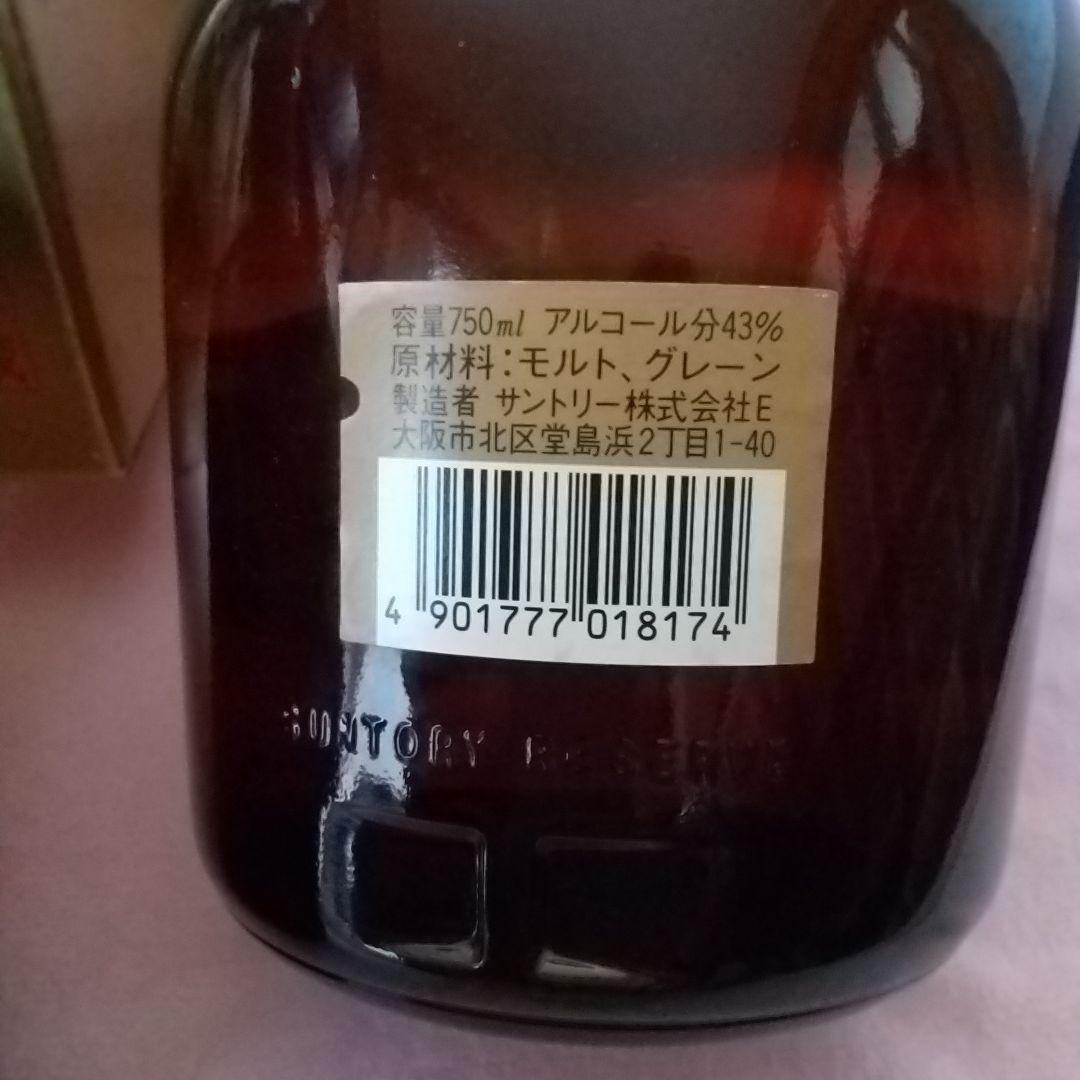 容量750ml アルコール分43%
原材料：モルト、グレーン
製造者 サントリー株式会社E
大阪市北区堂島浜2丁目1-40
4 901777 018174
SUNTORY RESERVE